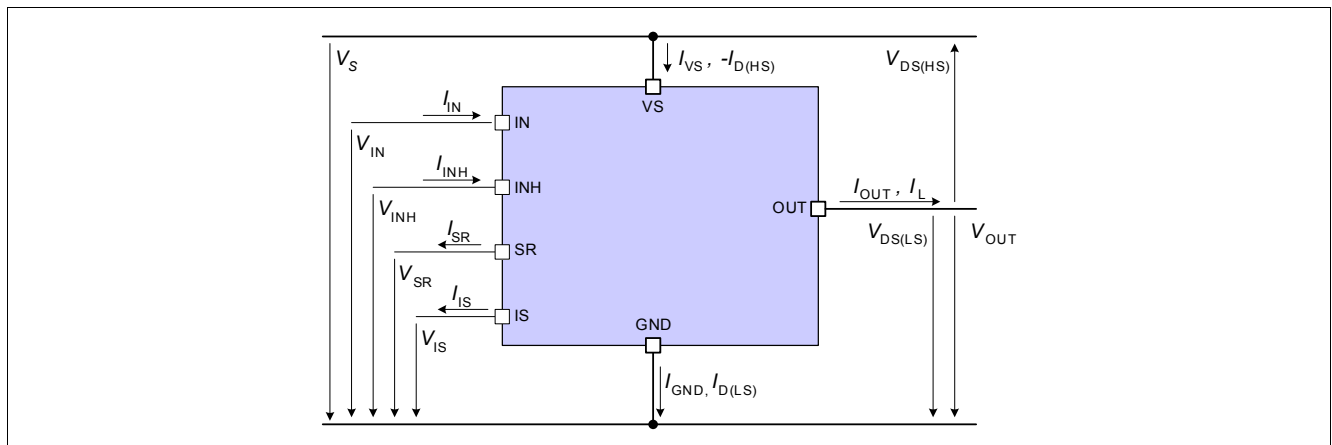 V_S
I_VS , -I_D(HS)
V_DS(HS)
VS
I_IN
IN
V_IN
I_INH
INH
V_INH
OUT
I_OUT , I_L
V_DS(LS)
V_OUT
I_SR
SR
V_SR
I_IS
IS
V_IS
GND
I_GND, I_D(LS)